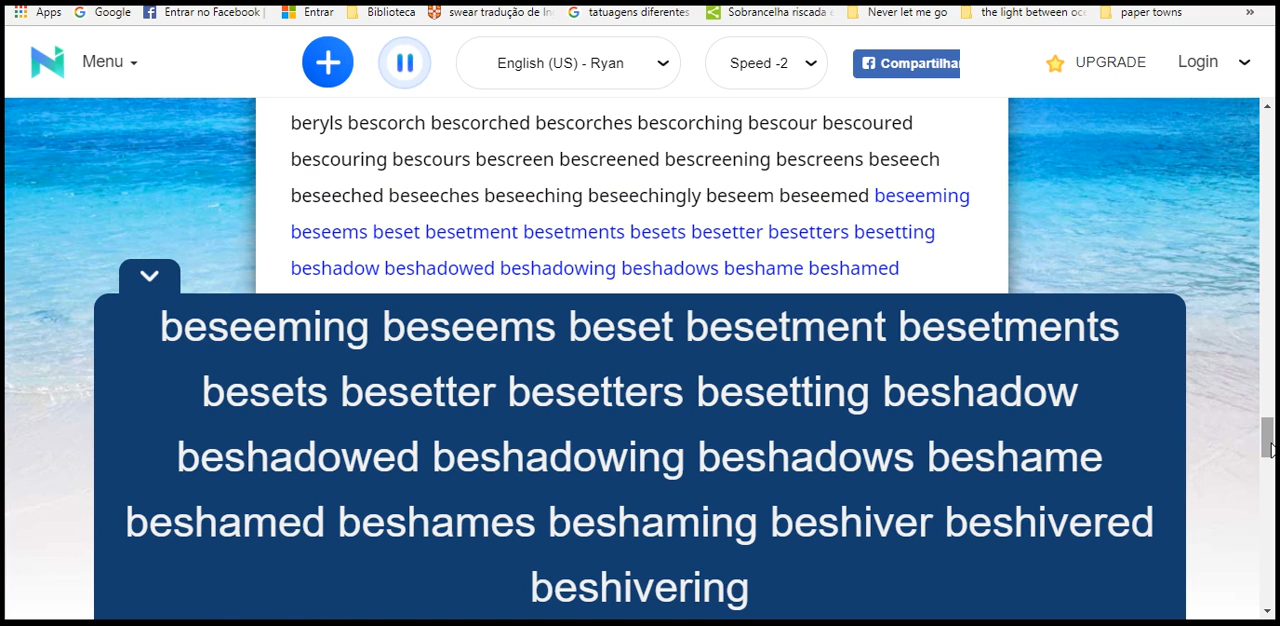 Apps Google Entrar no Facebook Entrar Biblioteca swear tradução de In tatuagens diferentes Sobrancelha riscada Never let me go the light between oce paper towns »
Menu English (US) - Ryan Speed -2 Compartilha UPGRADE Login
beryls bescorch bescorched bescorches bescorching bescour bescoured
bescouring bescours bescreen bescreened bescreening bescreens beseech
beseeched beseeches beseeching beseechingly beseem beseemed beseeming
beseems beset besetment besetments besets besetter besetters besetting
beshadow beshadowed beshadowing beshadows beshame beshamed
beseeming beseems beset besetment besetments
besets besetter besetters besetting beshadow
beshadowed beshadowing beshadows beshame
beshamed beshames beshaming beshiver beshivered
beshivering